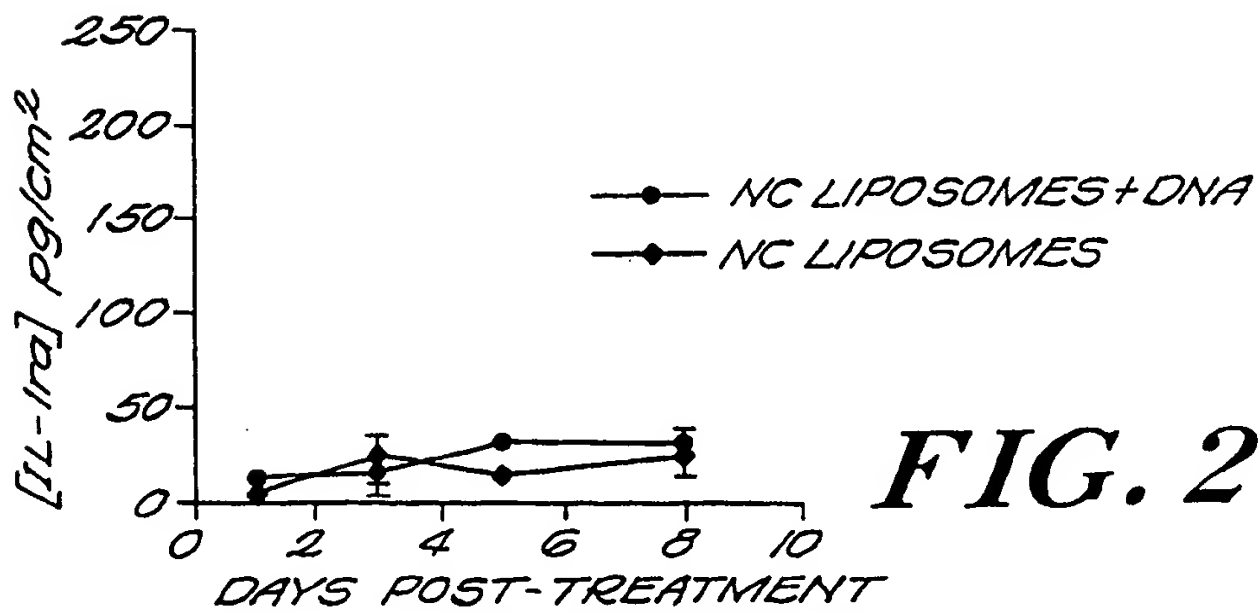 250
200
150
100
50
0
[IL-1ra] pg/cm²
NC LIPOSOMES+DNA
NC LIPOSOMES
0 2 4 6 8 10
DAYS POST-TREATMENT
FIG. 2